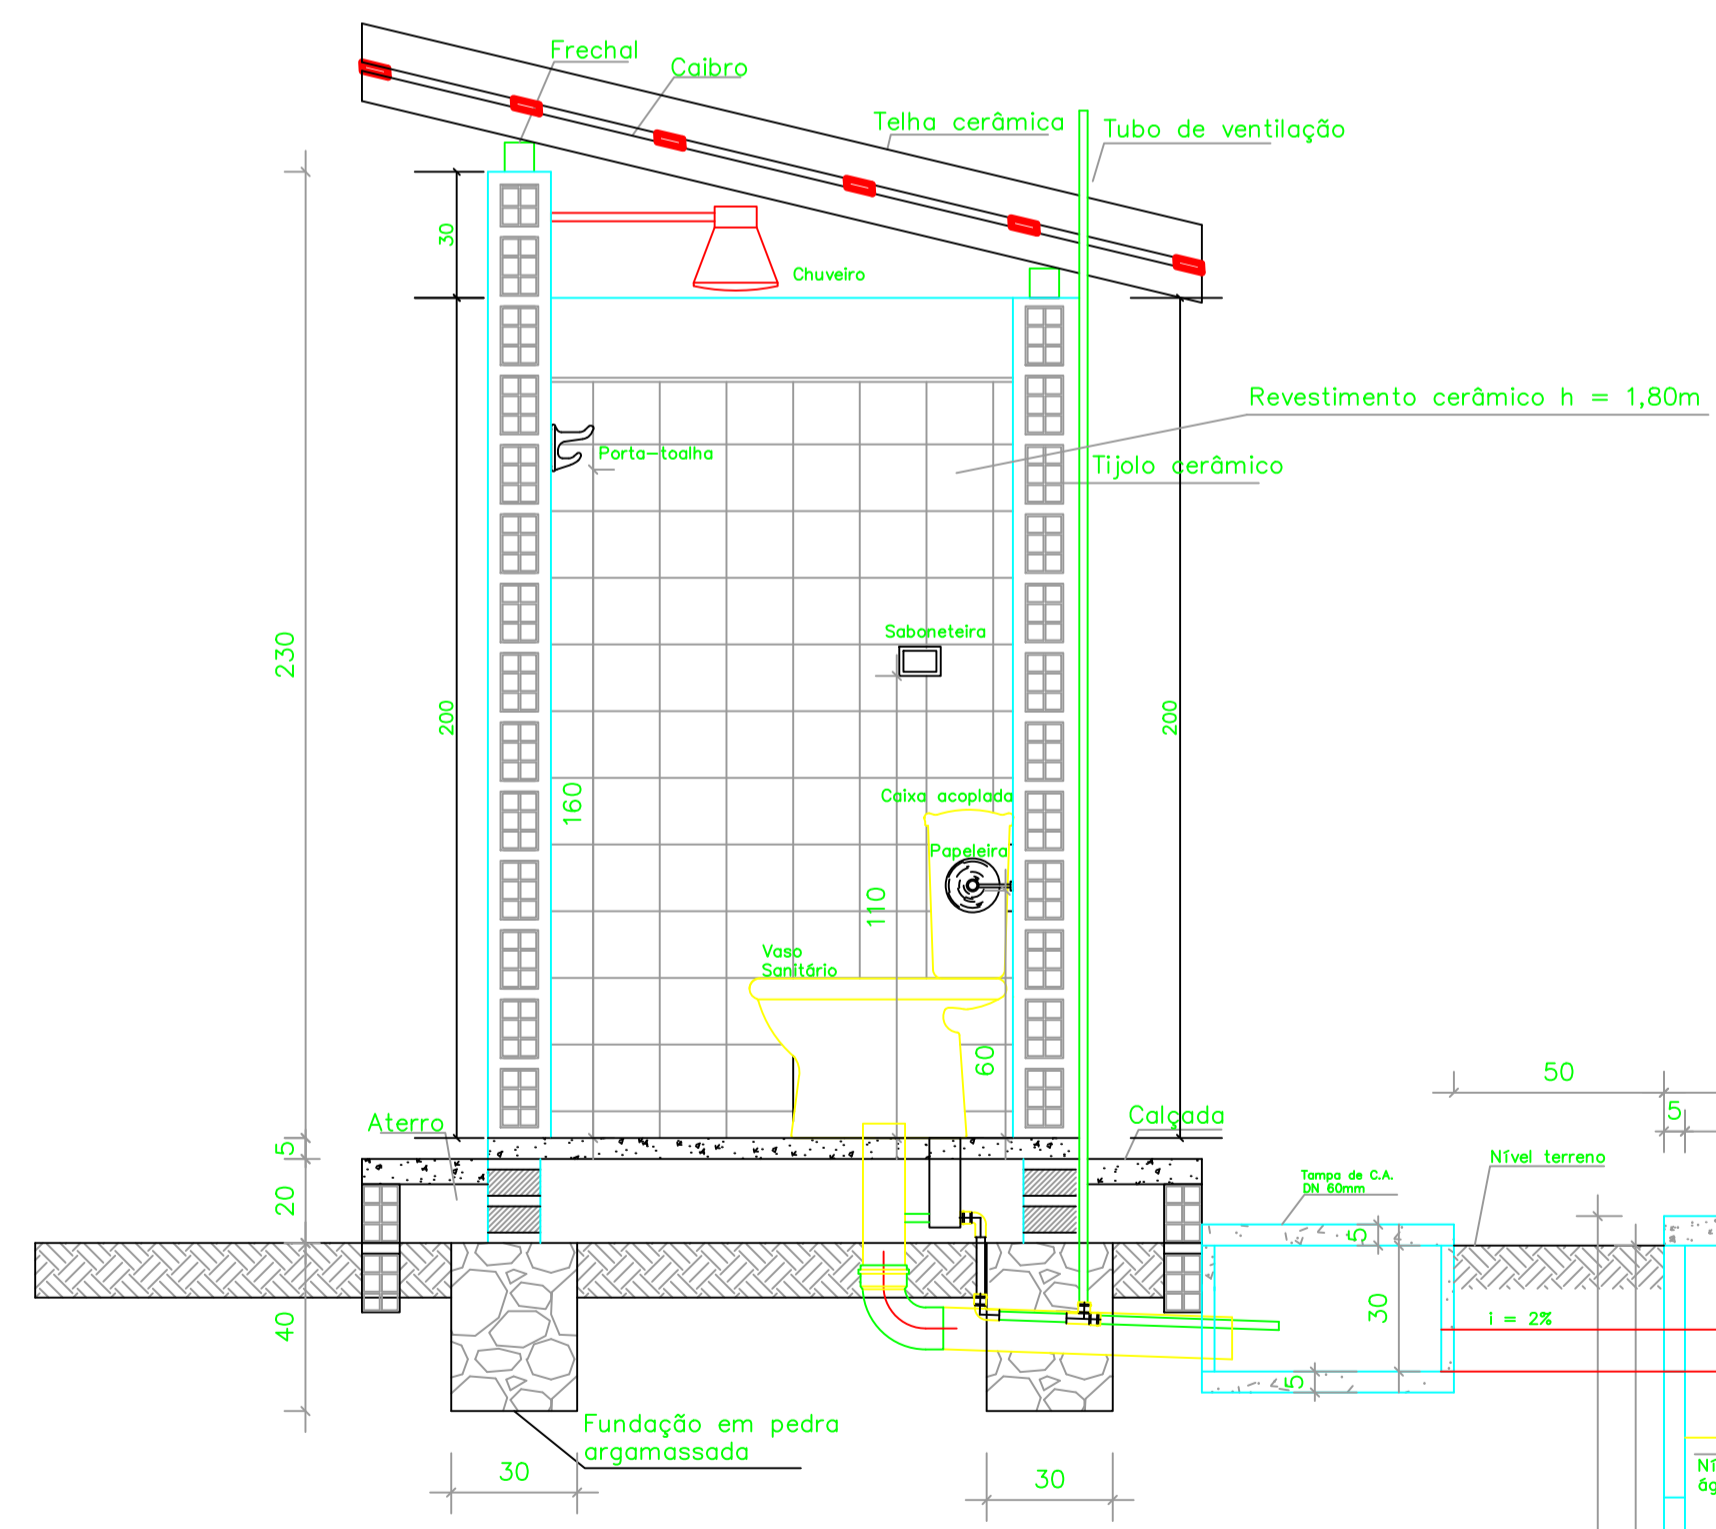 Frechal
Caibro
Telha cerâmica
Tubo de ventilação
30
Chuveiro
Revestimento cerâmico h = 1,80m
Porta-toalha
Tijolo cerâmico
230
200
200
Saboneteira
160
Caixa acoplada
Papeleira
110
Vaso
Sanitário
60
50
5
Aterro
Calçada
5
Nível terreno
Tampa de C.A.
DN 60mm
20
5
40
30
i = 2%
5
Fundação em pedra
argamassada
30
30